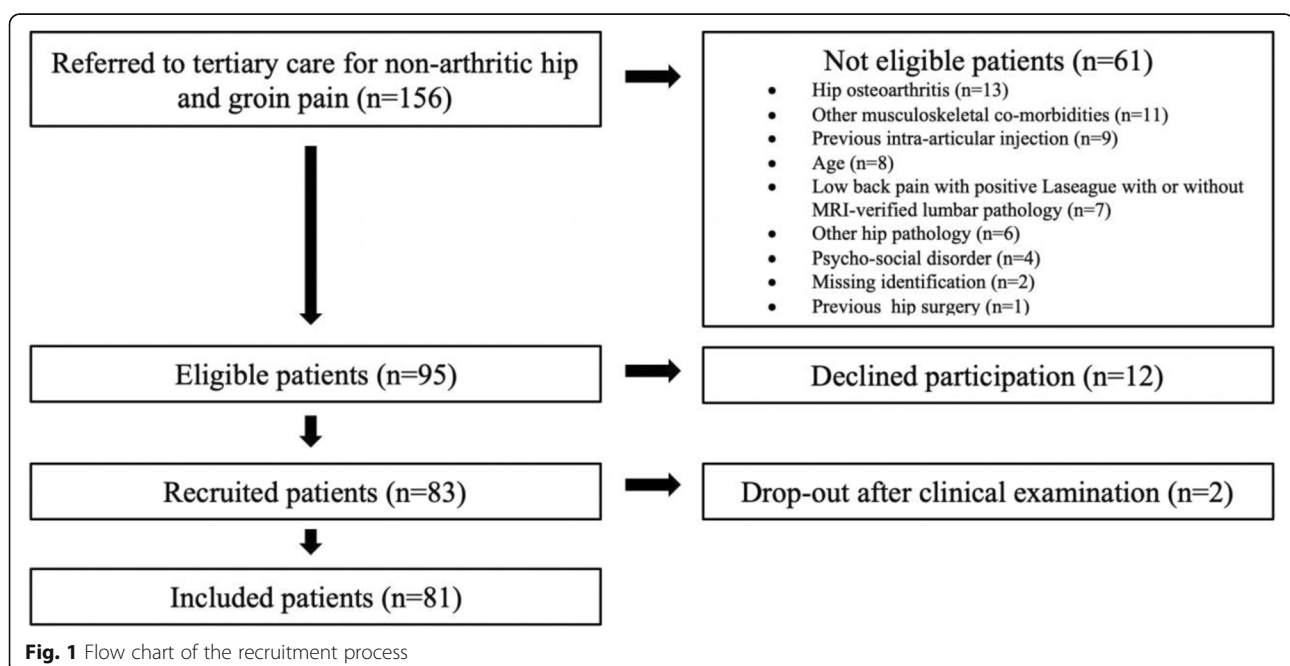 Referred to tertiary care for non-arthritic hip
and groin pain (n=156)
Not eligible patients (n=61)
• Hip osteoarthritis (n=13)
• Other musculoskeletal co-morbidities (n=11)
• Previous intra-articular injection (n=9)
• Age (n=8)
• Low back pain with positive Laseague with or without
MRI-verified lumbar pathology (n=7)
• Other hip pathology (n=6)
• Psycho-social disorder (n=4)
• Missing identification (n=2)
• Previous hip surgery (n=1)
Eligible patients (n=95)
Declined participation (n=12)
Recruited patients (n=83)
Drop-out after clinical examination (n=2)
Included patients (n=81)
Fig. 1 Flow chart of the recruitment process